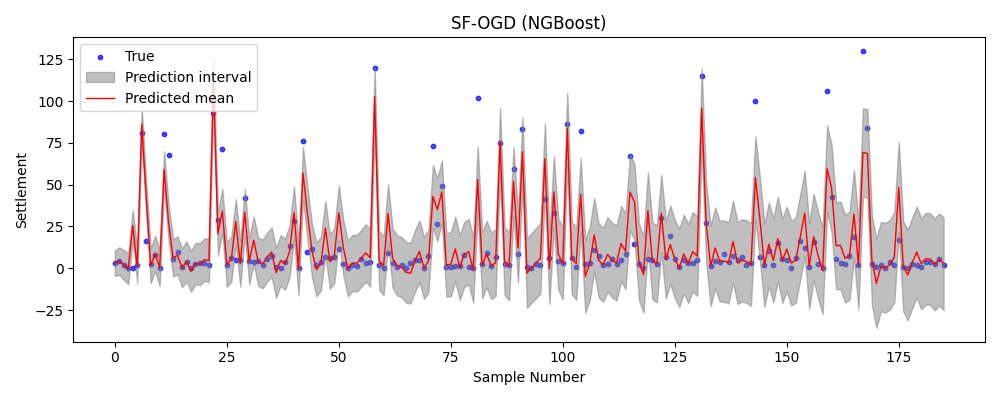 SF-OGD (NGBoost)
True
Prediction interval
Predicted mean
Settlement
125
100
75
50
25
0
−25
0
25
50
75
100
125
150
175
Sample Number